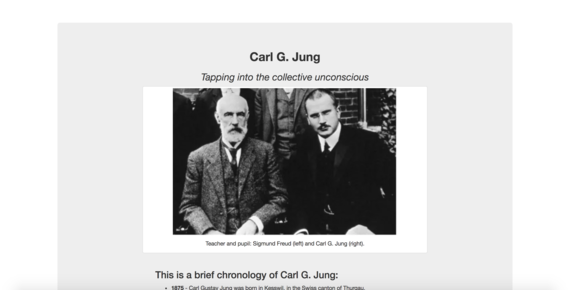 Carl G. Jung
Tapping into the collective unconscious
Teacher and pupil: Sigmund Freud (left) and Carl G. Jung (right).
This is a brief chronology of Carl G. Jung:
• 1875 - Carl Gustav Jung was born in Kesswil, in the Swiss canton of Thurgau.